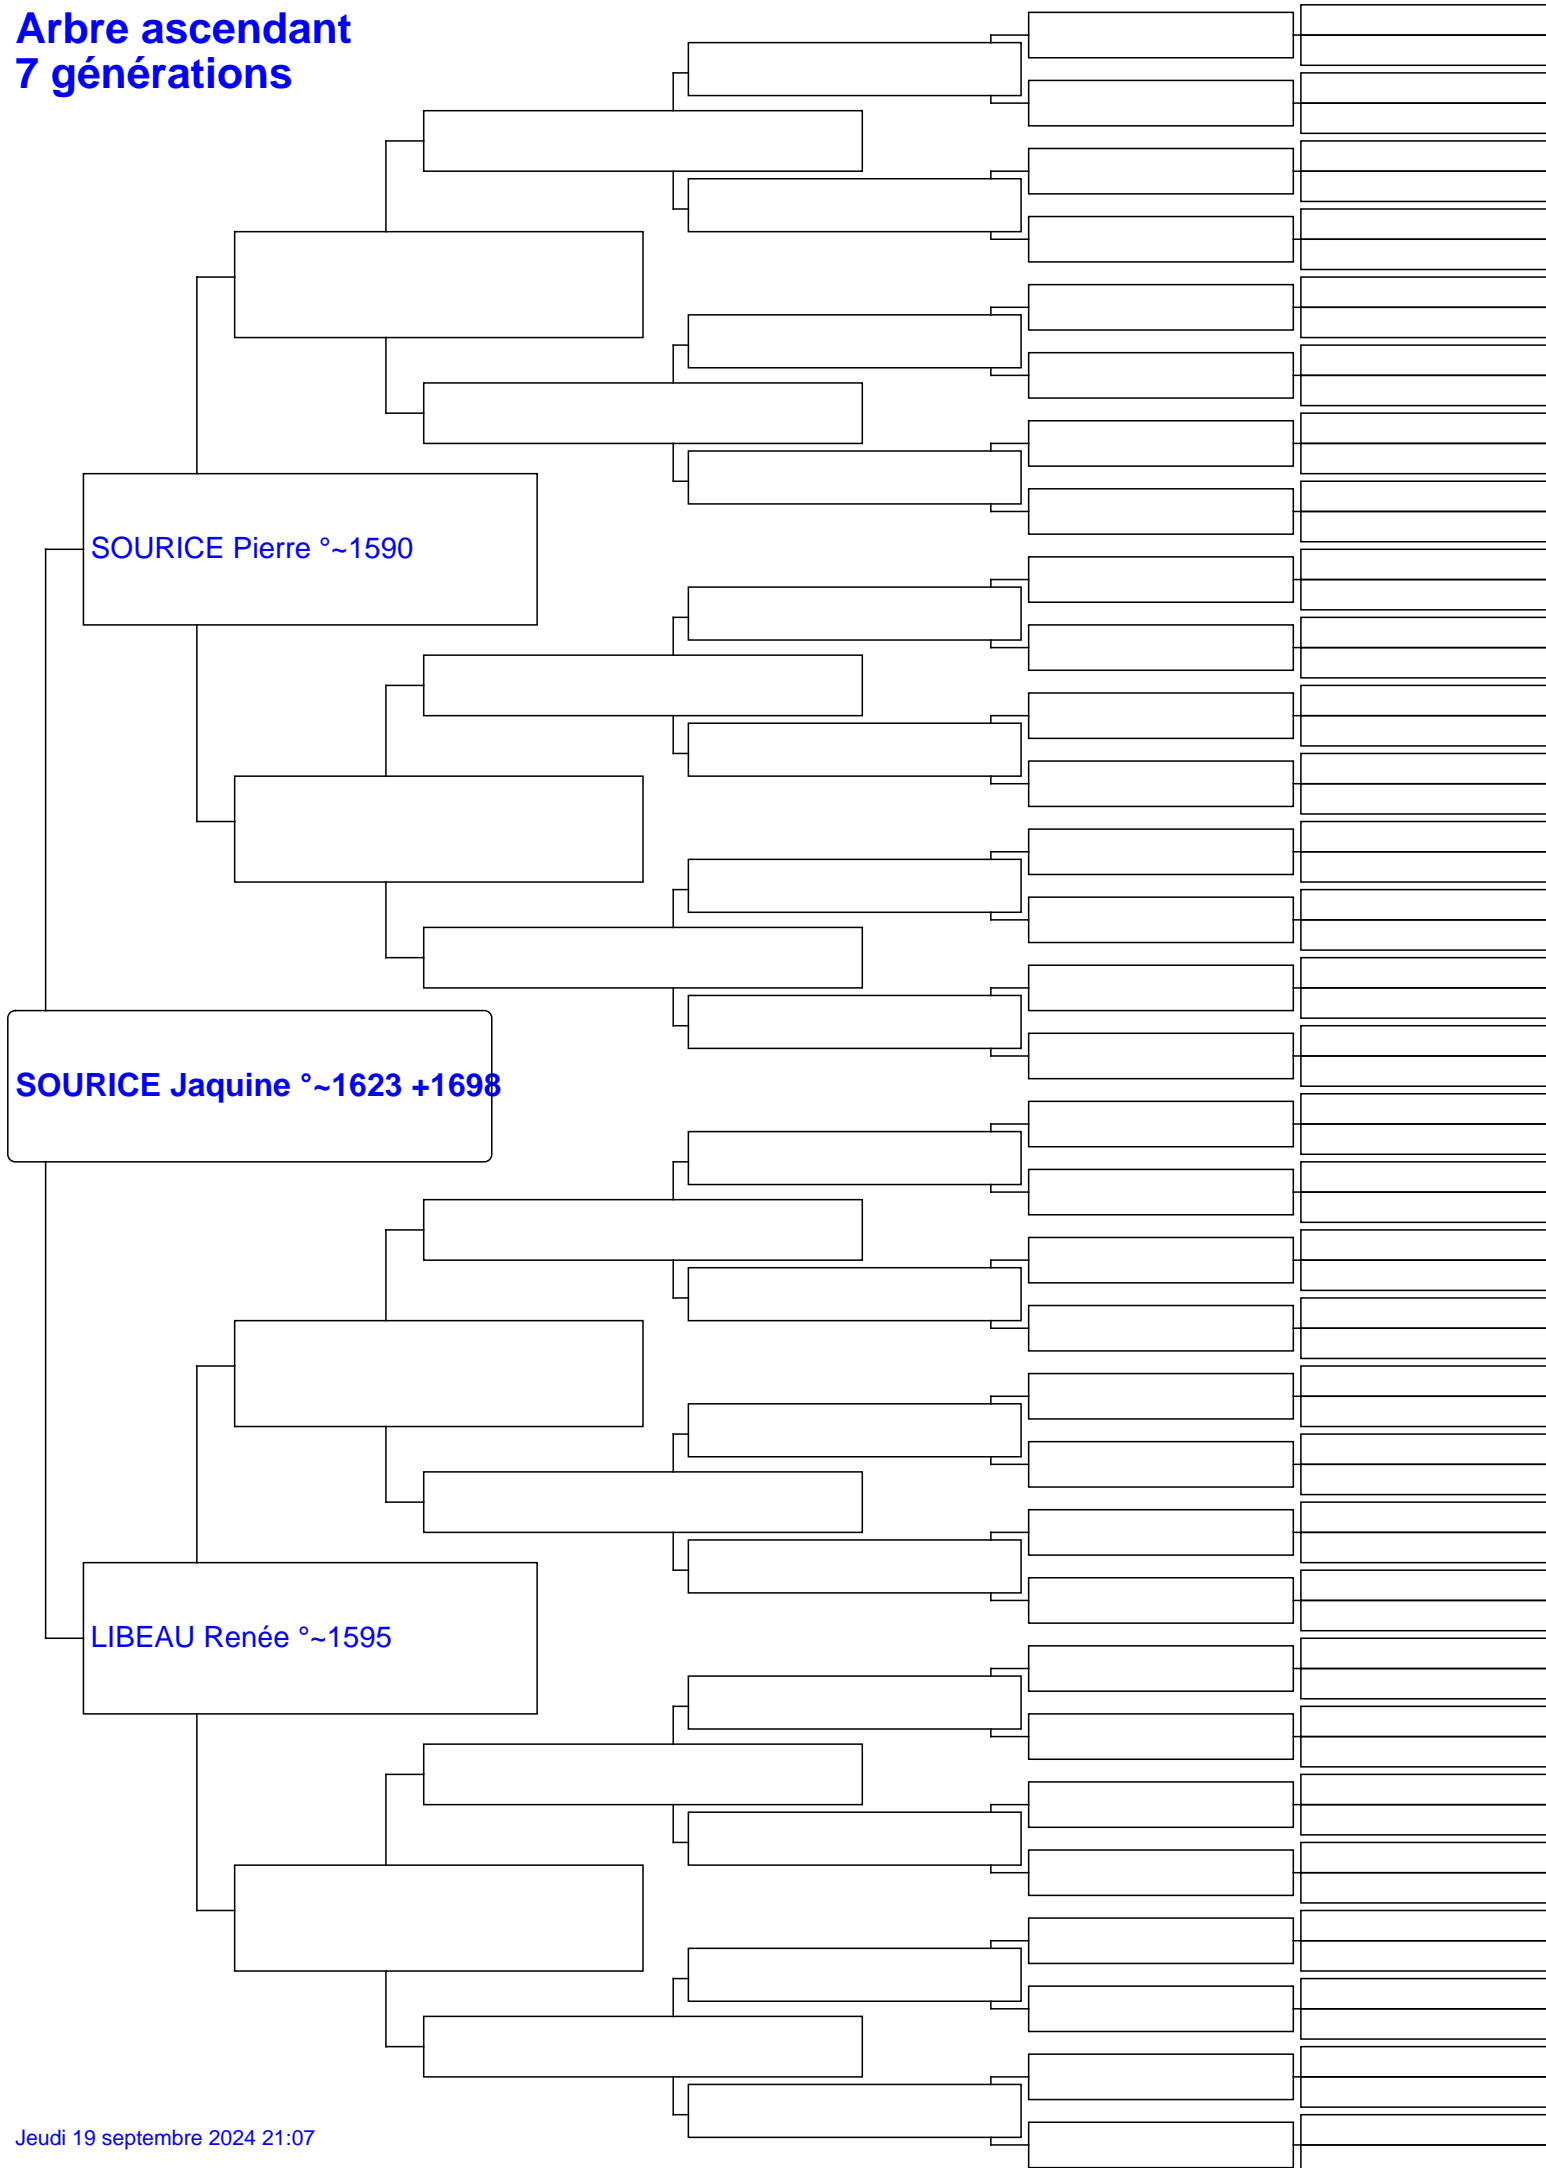 Arbre ascendant
7 générations
SOURICE Pierre °~1590
SOURICE Jaquine °~1623 +1698
LIBEAU Renée °~1595
Jeudi 19 septembre 2024 21:07